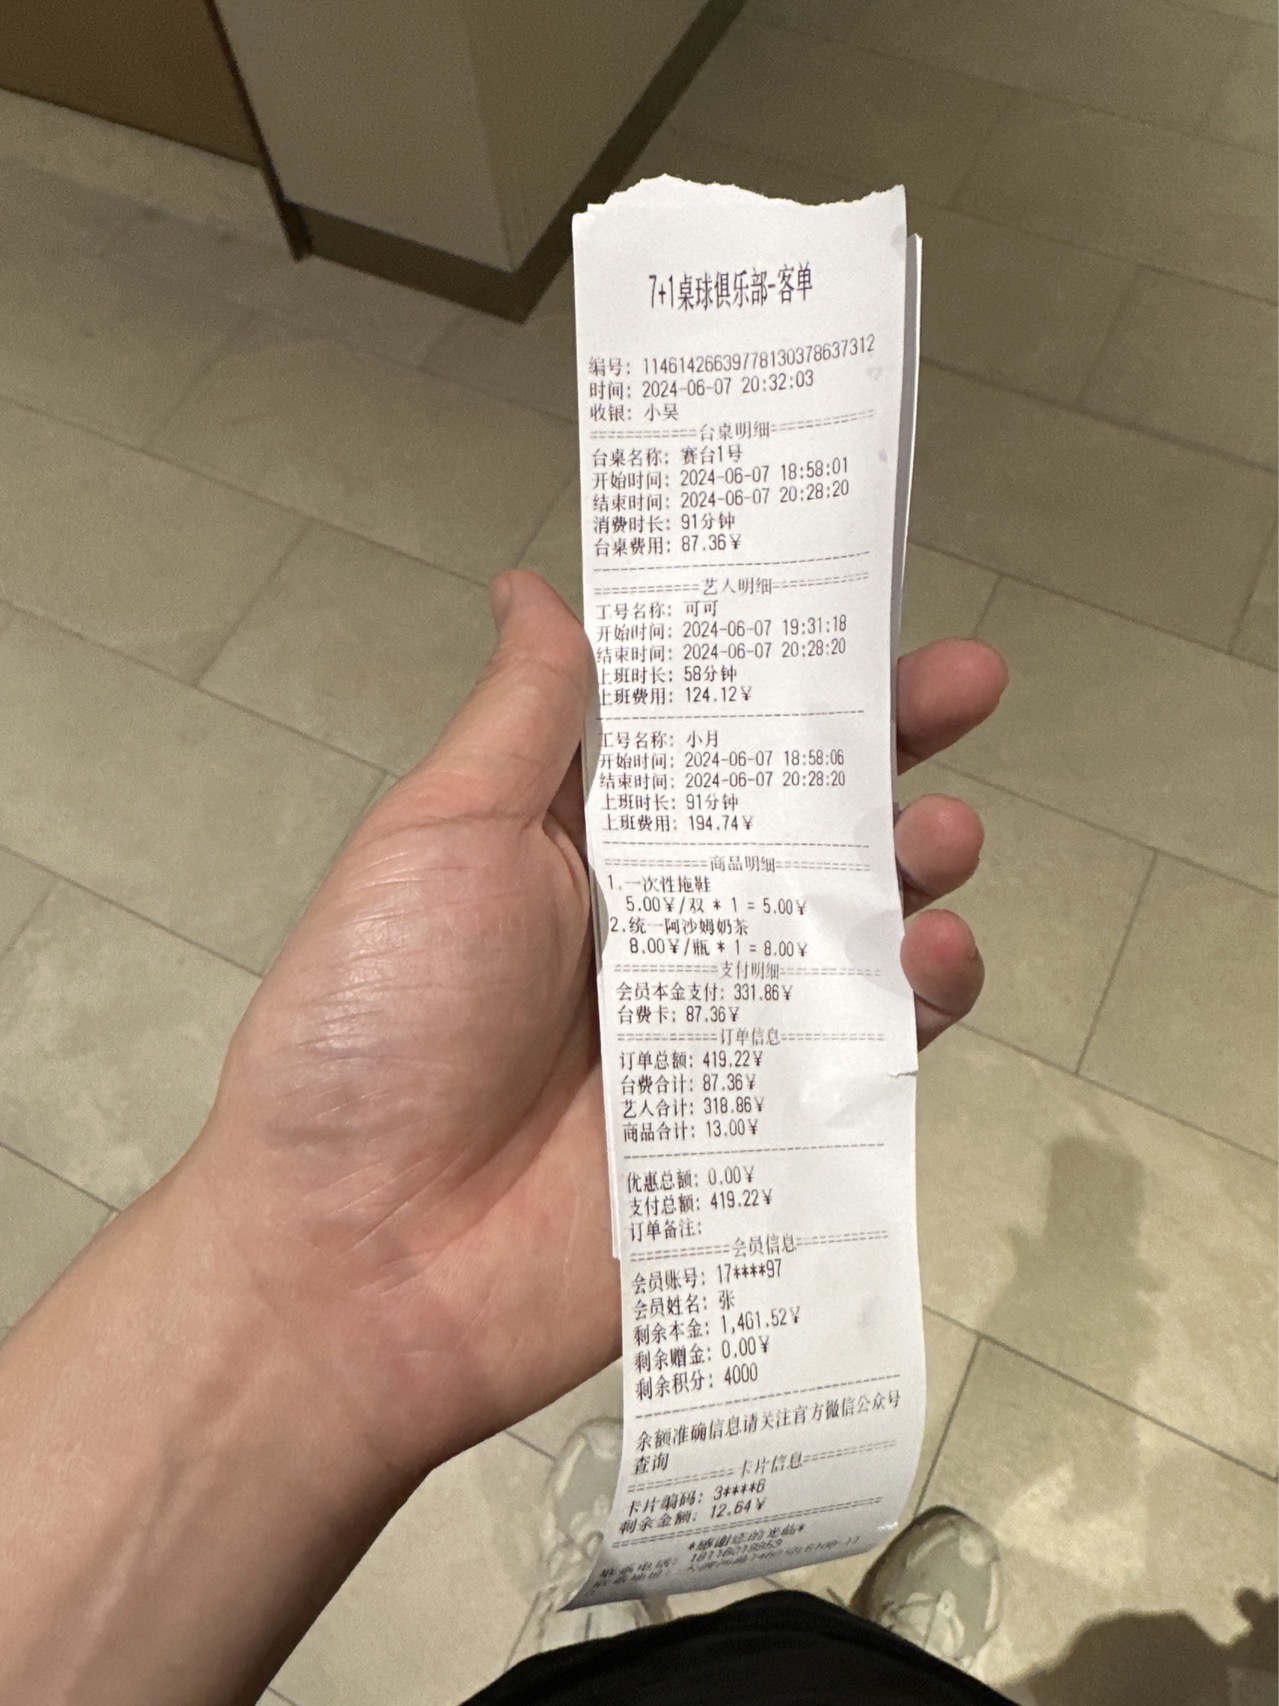 7+1桌球俱乐部-客单
编号: 11461426639778130378637312
时间: 2024-06-07 20:32:03
收银: 小昊
============台桌明细============
台桌名称: 赛台1号
开始时间: 2024-06-07 18:58:01
结束时间: 2024-06-07 20:28:20
消费时长: 91分钟
台桌费用: 87.36¥
============艺人明细============
工号名称: 可可
开始时间: 2024-06-07 19:31:18
结束时间: 2024-06-07 20:28:20
上班时长: 58分钟
上班费用: 124.12¥
工号名称: 小月
开始时间: 2024-06-07 18:58:06
结束时间: 2024-06-07 20:28:20
上班时长: 91分钟
上班费用: 194.74¥
============商品明细============
1.一次性拖鞋
5.00¥/双 * 1 = 5.00¥
2.统一阿沙姆奶茶
8.00¥/瓶 * 1 = 8.00¥
============支付明细============
会员本金支付: 331.86¥
台费卡: 87.36¥
============订单信息============
订单总额: 419.22¥
台费合计: 87.36¥
艺人合计: 318.86¥
商品合计: 13.00¥
优惠总额: 0.00¥
支付总额: 419.22¥
订单备注:
============会员信息============
会员账号: 17****97
会员姓名: 张
剩余本金: 1,461.52¥
剩余赠金: 0.00¥
剩余积分: 4000
余额准确信息请关注官方微信公众号
查询
============卡片信息============
卡片编码: 3****6
剩余金额: 12.64¥
*感谢您的光临*
联系电话: